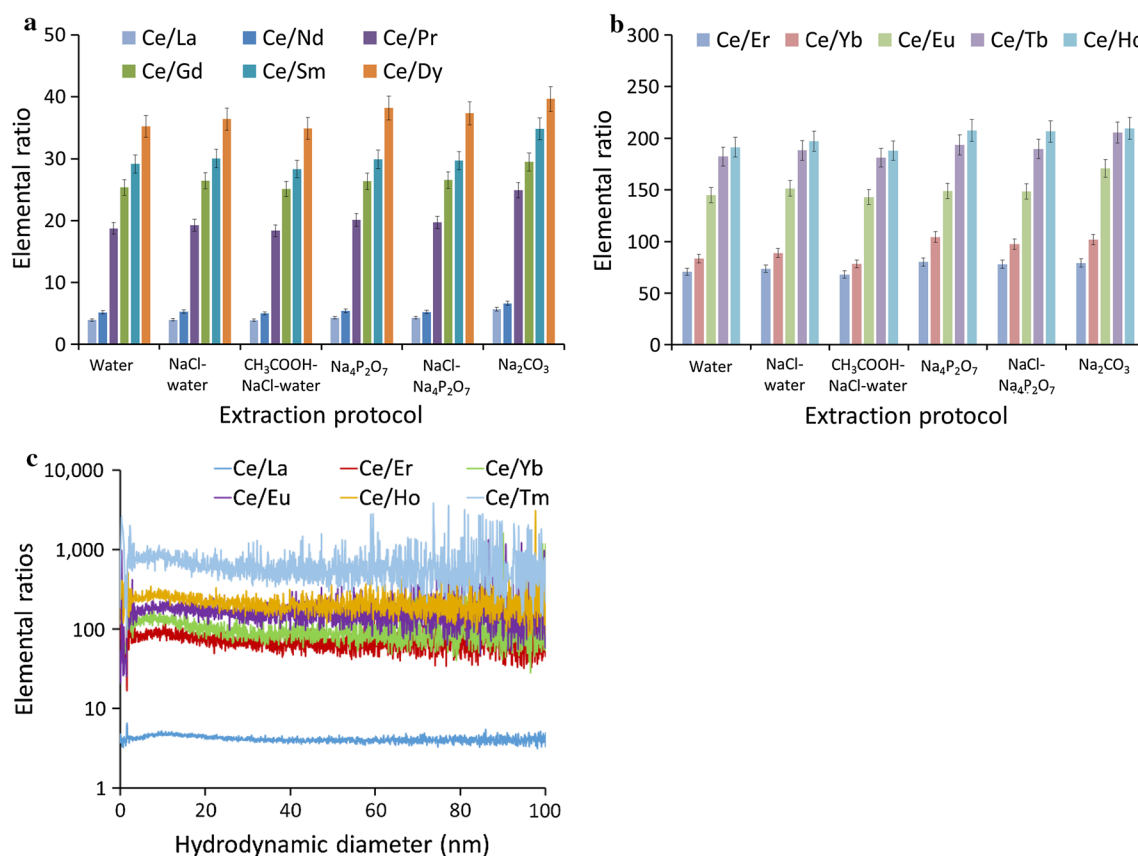 a
Elemental ratio
50
40
30
20
10
0
Ce/La Ce/Nd Ce/Pr
Ce/Gd Ce/Sm Ce/Dy
Water NaCl- CH₃COOH- Na₄P₂O₇ NaCl- Na₂CO₃
water NaCl-water Na₄P₂O₇
Extraction protocol
b
Elemental ratio
300
250
200
150
100
50
0
Ce/Er Ce/Yb Ce/Eu Ce/Tb Ce/Ho
Water NaCl- CH₃COOH- Na₄P₂O₇ NaCl- Na₂CO₃
water NaCl-water Na₄P₂O₇
Extraction protocol
c
Elemental ratios
10,000
1,000
100
10
1
Ce/La Ce/Er Ce/Yb
Ce/Eu Ce/Ho Ce/Tm
0 20 40 60 80 100
Hydrodynamic diameter (nm)